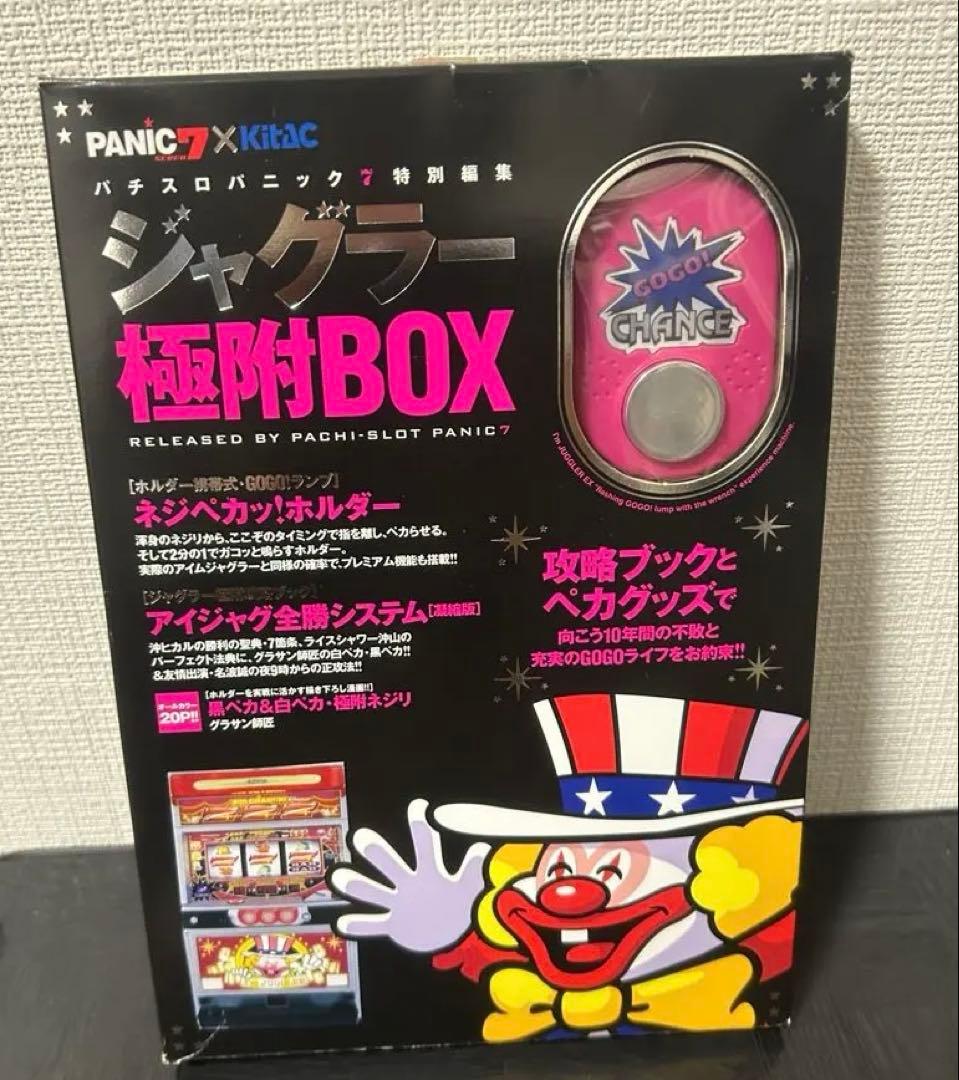 PANIC7×KitAC
パチスロパニック7特別編集
ジャグラー
極附BOX
RELEASED BY PACHI-SLOT PANIC7
GOGO!
CHANCE
I'm JUGGLER EX "flashing GOGO! lump with the wrench" experience machine.
[ホルダー携帯式・GOGO!ランプ]
ネジペカッ!ホルダー
渾身のネジリから、ここぞのタイミングで指を離し、ペカらせる。
そして2分の1でガコッと鳴らすホルダー。
実際のアイムジャグラーと同様の確率で、プレミアム機能も搭載!!
アイジャグ全勝システム[凝縮版]
沖ヒカルの勝利の聖典・7箇条、ライスシャワー沖山の
パーフェクト法典に、グラサン師匠の白ペカ・黒ペカ!!
&友情出演・名波誠の夜9時からの正攻法!!
オールカラー
20P!!
[ホルダーを実戦に活かす描き下ろし漫画!!]
黒ペカ&白ペカ・極附ネジリ
グラサン師匠
攻略ブックと
ペカグッズで
向こう10年間の不敗と
充実のGOGOライフをお約束!!